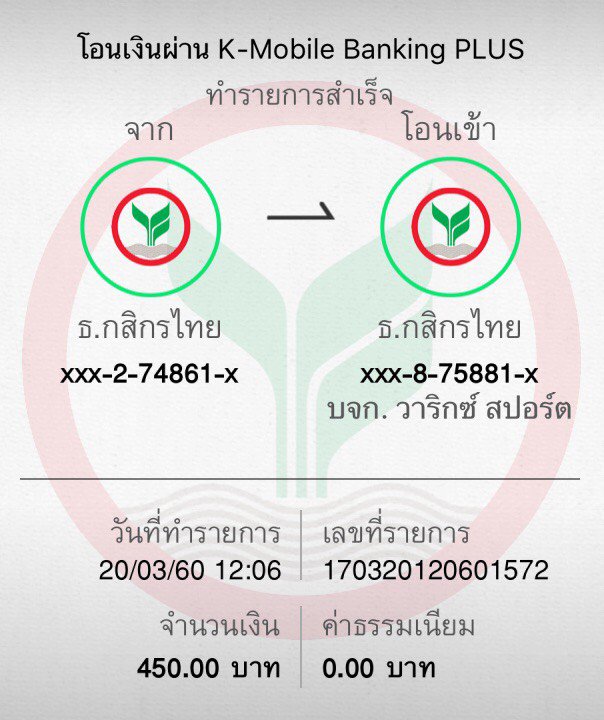 โอนเงินผ่าน K-Mobile Banking PLUS
ทำรายการสำเร็จ
จาก
โอนเข้า
ธ.กสิกรไทย
ธ.กสิกรไทย
xxx-2-74861-x
xxx-8-75881-x
บจก. วาริกซ์ สปอร์ต
วันที่ทำรายการ
เลขที่รายการ
20/03/60 12:06
170320120601572
จำนวนเงิน
ค่าธรรมเนียม
450.00 บาท
0.00 บาท